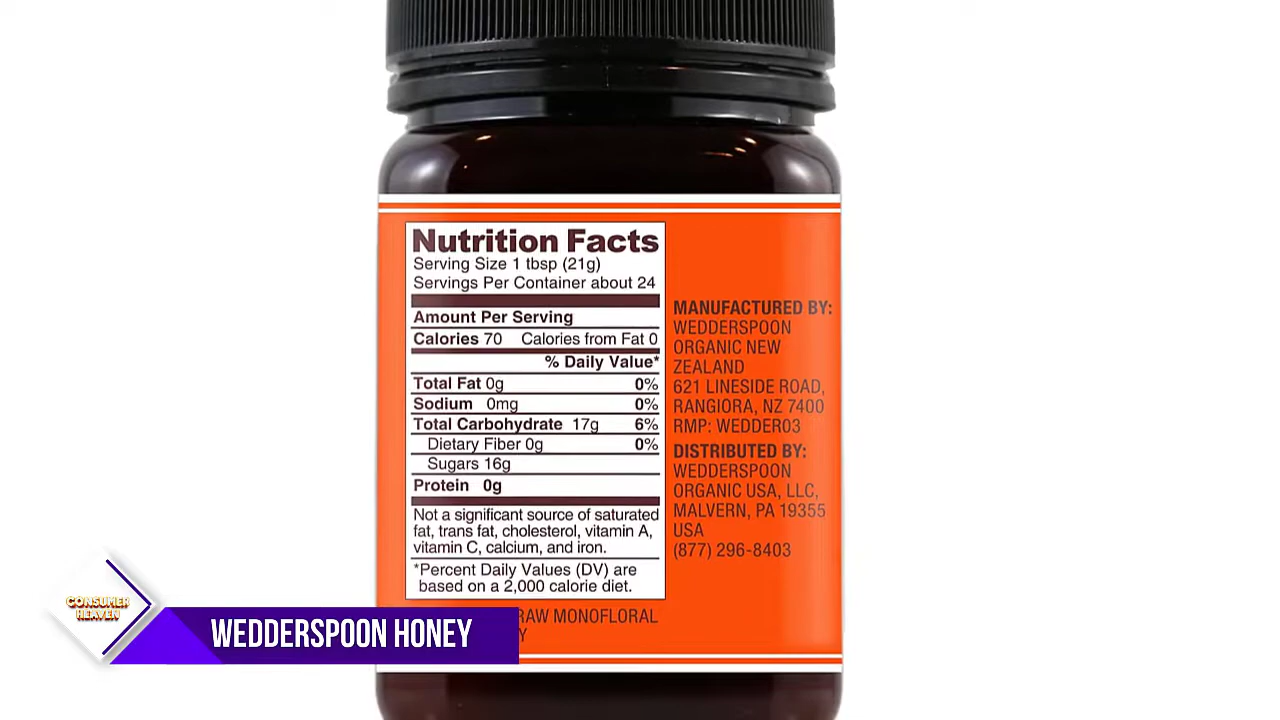 Nutrition Facts
Serving Size 1 tbsp (21g)
Servings Per Container about 24
Amount Per Serving
Calories 70 Calories from Fat 0
% Daily Value*
Total Fat 0g 0%
Sodium 0mg 0%
Total Carbohydrate 17g 6%
Dietary Fiber 0g 0%
Sugars 16g
Protein 0g
Not a significant source of saturated
fat, trans fat, cholesterol, vitamin A,
vitamin C, calcium, and iron.
*Percent Daily Values (DV) are
based on a 2,000 calorie diet.
MANUFACTURED BY:
WEDDERSPOON
ORGANIC NEW
ZEALAND
621 LINESIDE ROAD,
RANGIORA, NZ 7400
RMP: WEDDER03
DISTRIBUTED BY:
WEDDERSPOON
ORGANIC USA, LLC,
MALVERN, PA 19355
USA
(877) 296-8403
RAW MONOFLORAL
Y
CONSUMER
HEAVEN
WEDDERSPOON HONEY